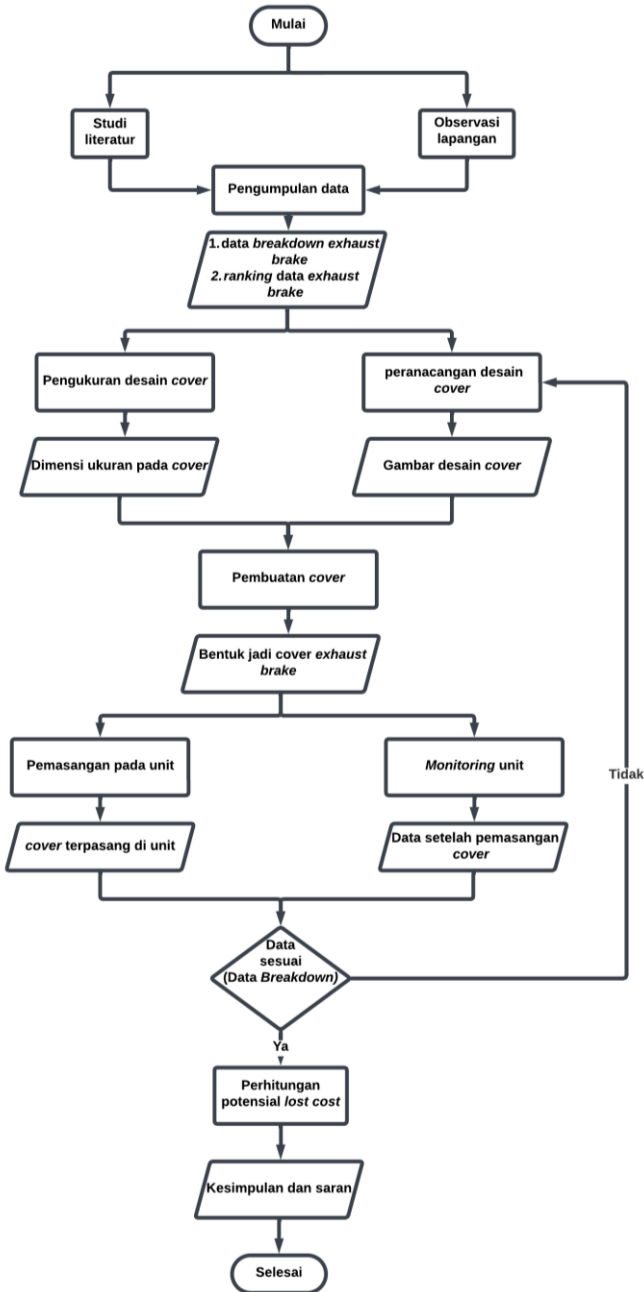 Mulai
Studi
literatur
Observasi
lapangan
Pengumpulan data
1. data breakdown exhaust
brake
2. ranking data exhaust
brake
Pengukuran desain cover
peranacangan desain
cover
Dimensi ukuran pada cover
Gambar desain cover
Pembuatan cover
Bentuk jadi cover exhaust
brake
Pemasangan pada unit
Monitoring unit
Tidak
cover terpasang di unit
Data setelah pemasangan
cover
Data
sesuai
(Data Breakdown)
Ya
Perhitungan
potensial lost cost
Kesimpulan dan saran
Selesai